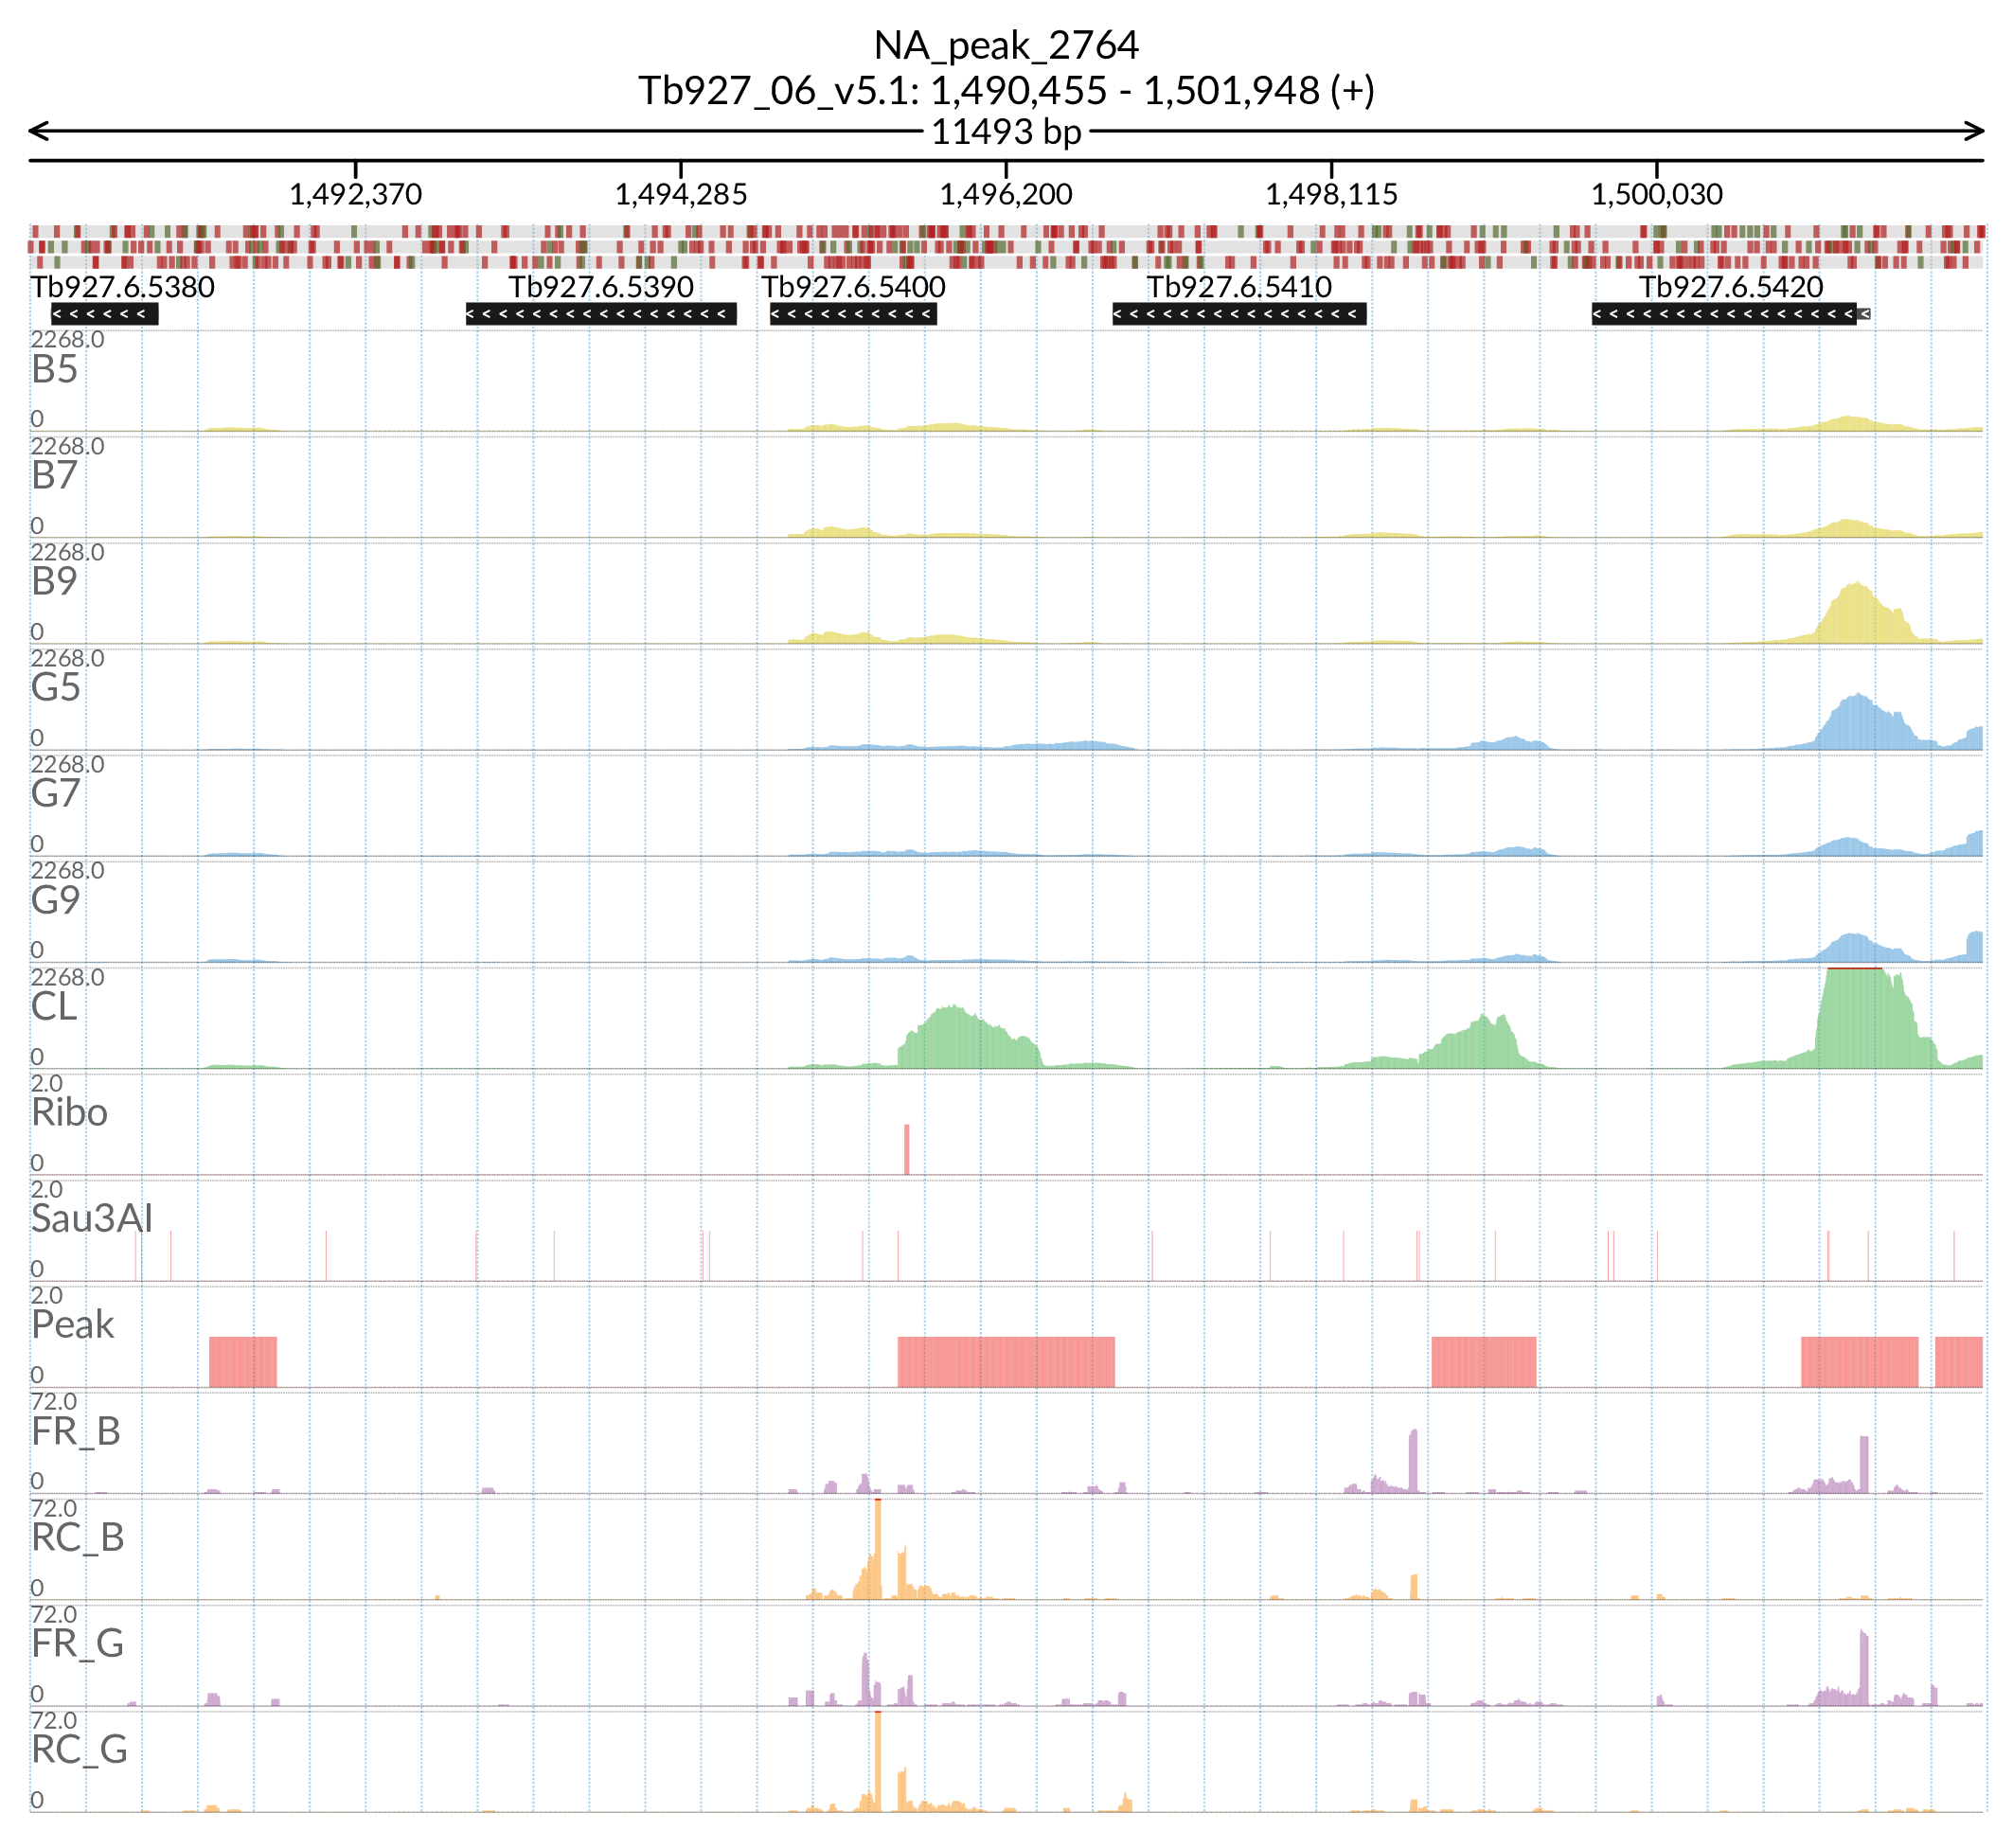 NA_peak_2764
Tb927_06_v5.1: 1,490,455 - 1,501,948 (+)
11493 bp
1,492,370 1,494,285 1,496,200 1,498,115 1,500,030
Tb927.6.5380 Tb927.6.5390 Tb927.6.5400 Tb927.6.5410 Tb927.6.5420
2268.0
B5
0
2268.0
B7
0
2268.0
B9
0
2268.0
G5
0
2268.0
G7
0
2268.0
G9
0
2268.0
CL
0
2.0
Ribo
0
2.0
Sau3AI
0
2.0
Peak
0
72.0
FR_B
0
72.0
RC_B
0
72.0
FR_G
0
72.0
RC_G
0